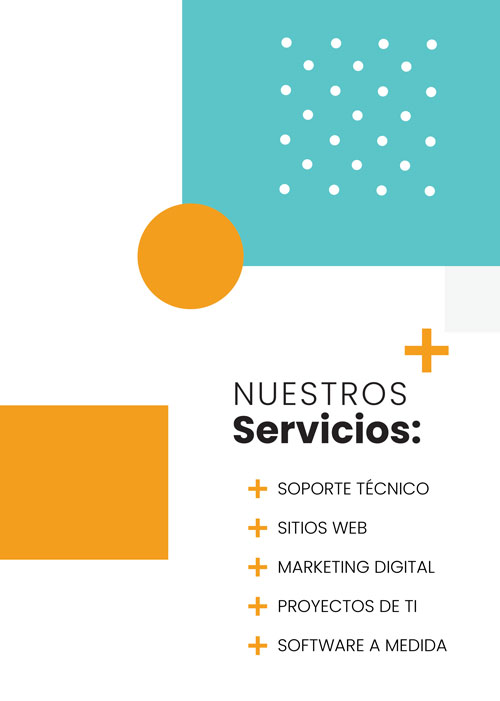 NUESTROS
Servicios:
SOPORTE TÉCNICO
SITIOS WEB
MARKETING DIGITAL
PROYECTOS DE TI
SOFTWARE A MEDIDA